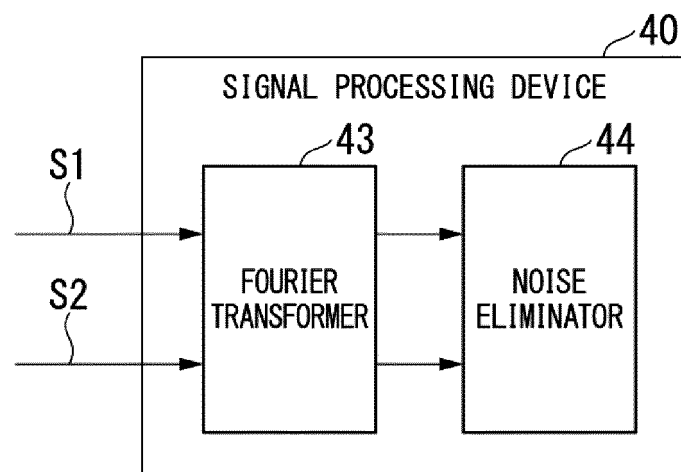 40
SIGNAL PROCESSING DEVICE
43
44
S1
S2
FOURIER
TRANSFORMER
NOISE
ELIMINATOR